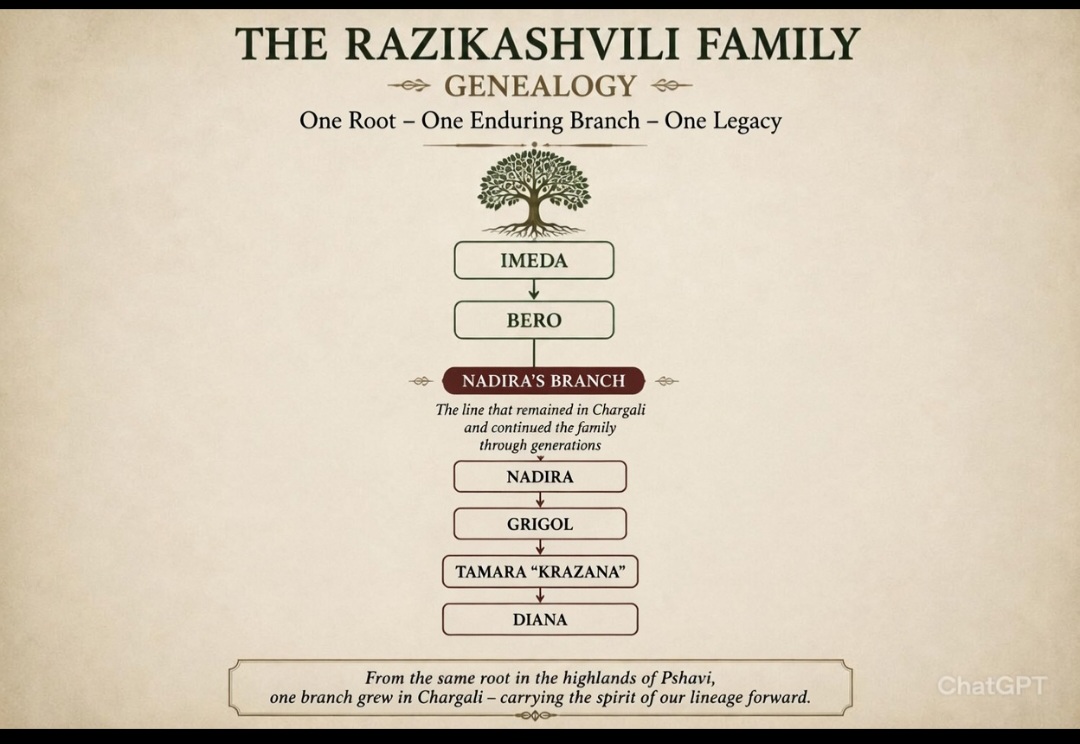 THE RAZIKASHVILI FAMILY
GENEALOGY
One Root – One Enduring Branch – One Legacy
IMEDA
BERO
NADIRA’S BRANCH
The line that remained in Chargali
and continued the family
through generations
NADIRA
GRIGOL
TAMARA “KRAZANA”
DIANA
From the same root in the highlands of Pshavi,
one branch grew in Chargali – carrying the spirit of our lineage forward.
ChatGPT